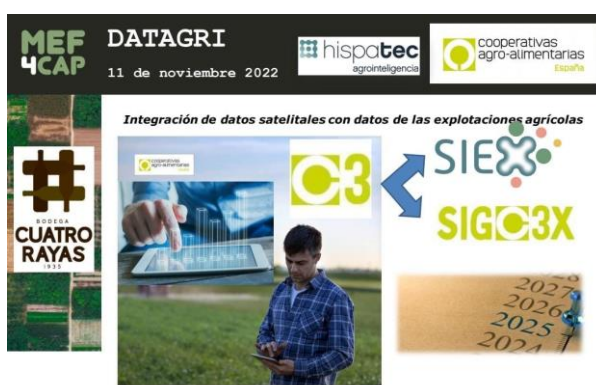 MEF
4CAP
DATAGRI
11 de noviembre 2022
hispatec
agrointeligencia
cooperativas
agro-alimentarias
España
Integración de datos satelitales con datos de las explotaciones agrícolas
BODEGA
CUATRO
RAYAS
1935
cooperativas
agro-alimentarias
C3
SIEX
SIGC3X
2027
2026
2025
2024